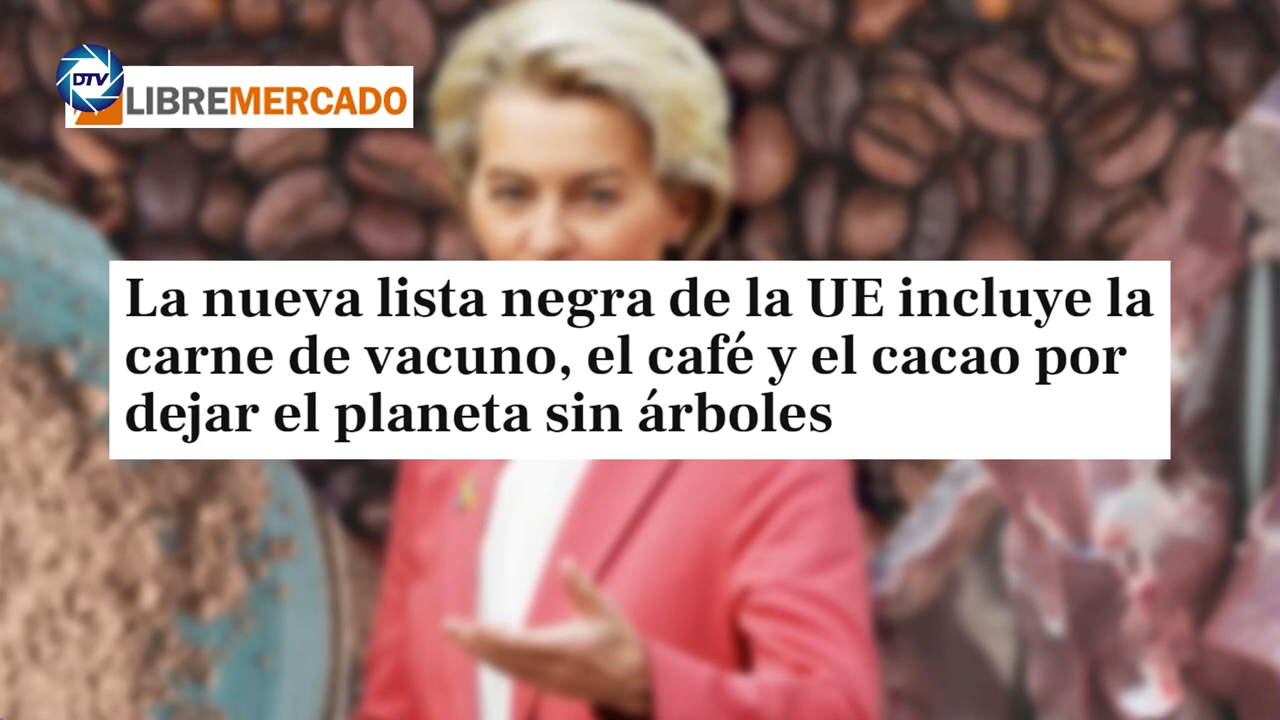 DTV
LIBREMERCADO
La nueva lista negra de la UE incluye la
carne de vacuno, el café y el cacao por
dejar el planeta sin árboles